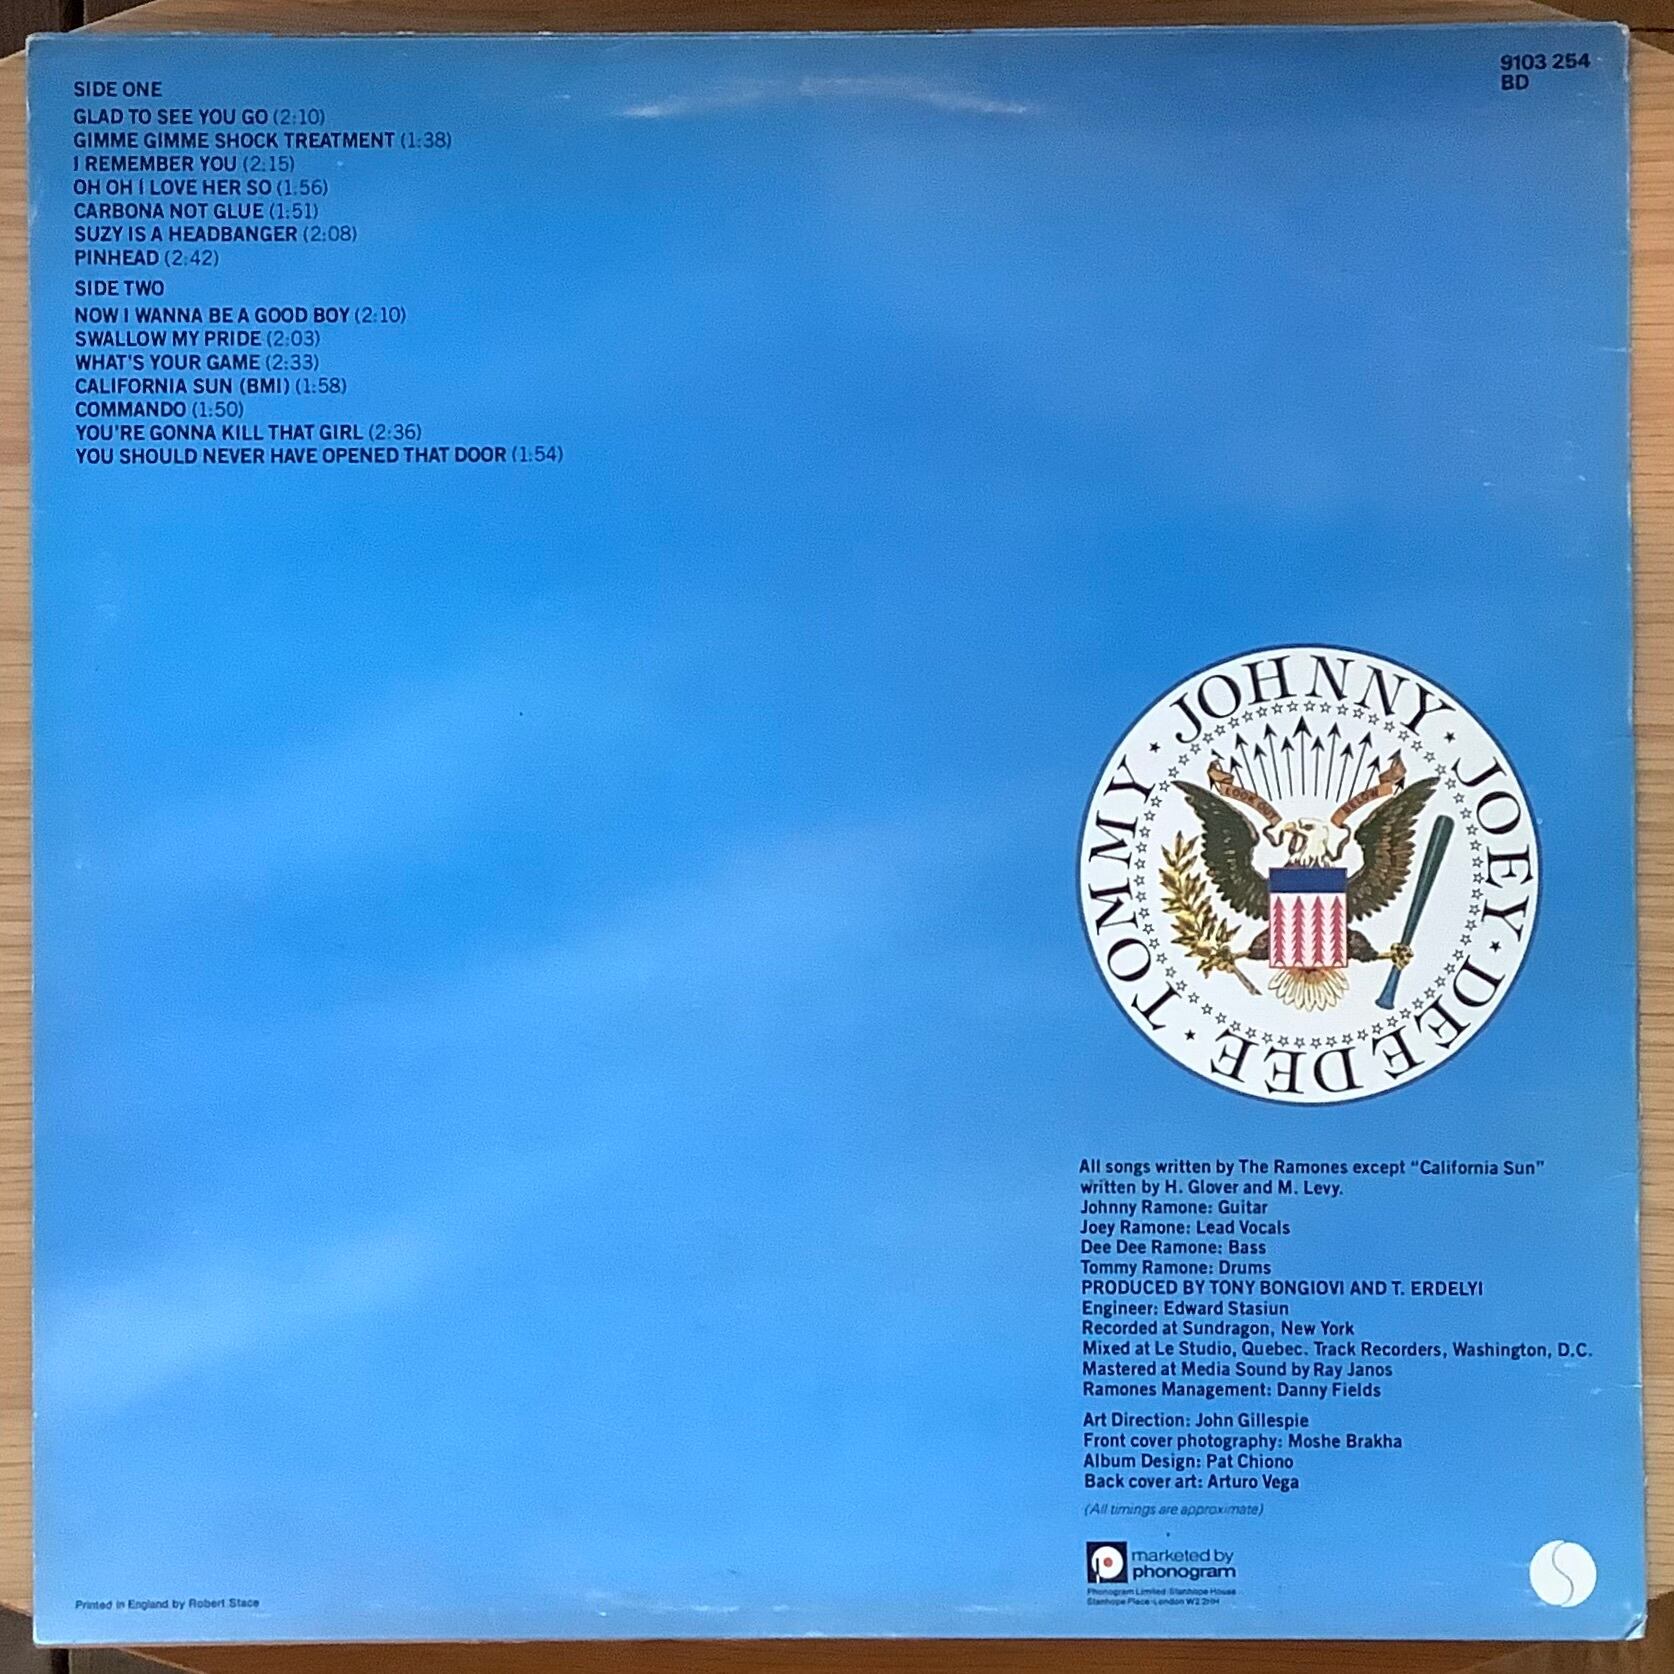 9103 254
BD
SIDE ONE
GLAD TO SEE YOU GO (2:10)
GIMME GIMME SHOCK TREATMENT (1:38)
I REMEMBER YOU (2:15)
OH OH I LOVE HER SO (1:56)
CARBONA NOT GLUE (1:51)
SUZY IS A HEADBANGER (2:08)
PINHEAD (2:42)
SIDE TWO
NOW I WANNA BE A GOOD BOY (2:10)
SWALLOW MY PRIDE (2:03)
WHAT'S YOUR GAME (2:33)
CALIFORNIA SUN (BMI) (1:58)
COMMANDO (1:50)
YOU'RE GONNA KILL THAT GIRL (2:36)
YOU SHOULD NEVER HAVE OPENED THAT DOOR (1:54)
JOHNNY · JOEY · DEE DEE · TOMMY
LOOK OUT BELOW
All songs written by The Ramones except "California Sun"
written by H. Glover and M. Levy.
Johnny Ramone: Guitar
Joey Ramone: Lead Vocals
Dee Dee Ramone: Bass
Tommy Ramone: Drums
PRODUCED BY TONY BONGIOVI AND T. ERDELYI
Engineer: Edward Stasiun
Recorded at Sundragon, New York
Mixed at Le Studio, Quebec. Track Recorders, Washington, D.C.
Mastered at Media Sound by Ray Janos
Ramones Management: Danny Fields
Art Direction: John Gillespie
Front cover photography: Moshe Brakha
Album Design: Pat Chiono
Back cover art: Arturo Vega
(All timings are approximate)
marketed by
phonogram
Phonogram Limited Stanhope House
Stanhope Place London W2 2HH
Printed in England by Robert Stace